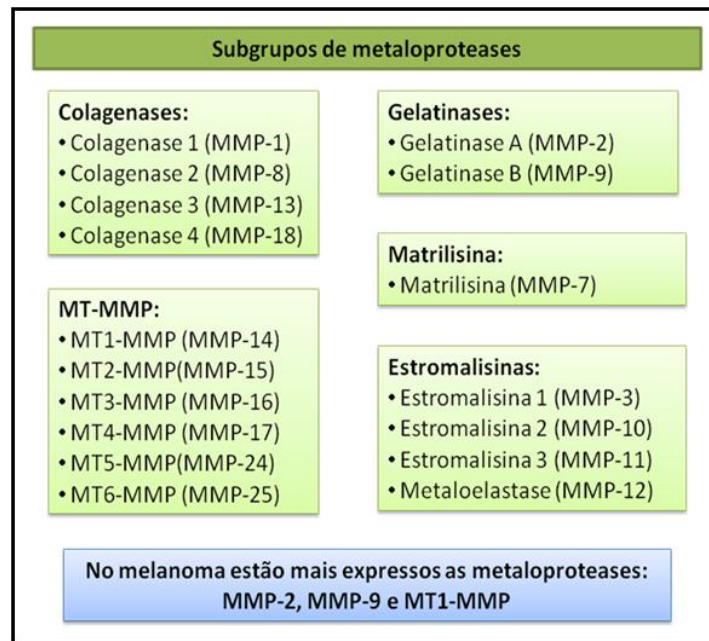 Subgrupos de metaloproteases
Colagenases:
• Colagenase 1 (MMP-1)
• Colagenase 2 (MMP-8)
• Colagenase 3 (MMP-13)
• Colagenase 4 (MMP-18)
MT-MMP:
• MT1-MMP (MMP-14)
• MT2-MMP(MMP-15)
• MT3-MMP (MMP-16)
• MT4-MMP (MMP-17)
• MT5-MMP(MMP-24)
• MT6-MMP (MMP-25)
Gelatinases:
• Gelatinase A (MMP-2)
• Gelatinase B (MMP-9)
Matrilisina:
• Matrilisina (MMP-7)
Estromalisinas:
• Estromalisina 1 (MMP-3)
• Estromalisina 2 (MMP-10)
• Estromalisina 3 (MMP-11)
• Metaloelastase (MMP-12)
No melanoma estão mais expressos as metaloproteases:
MMP-2, MMP-9 e MT1-MMP